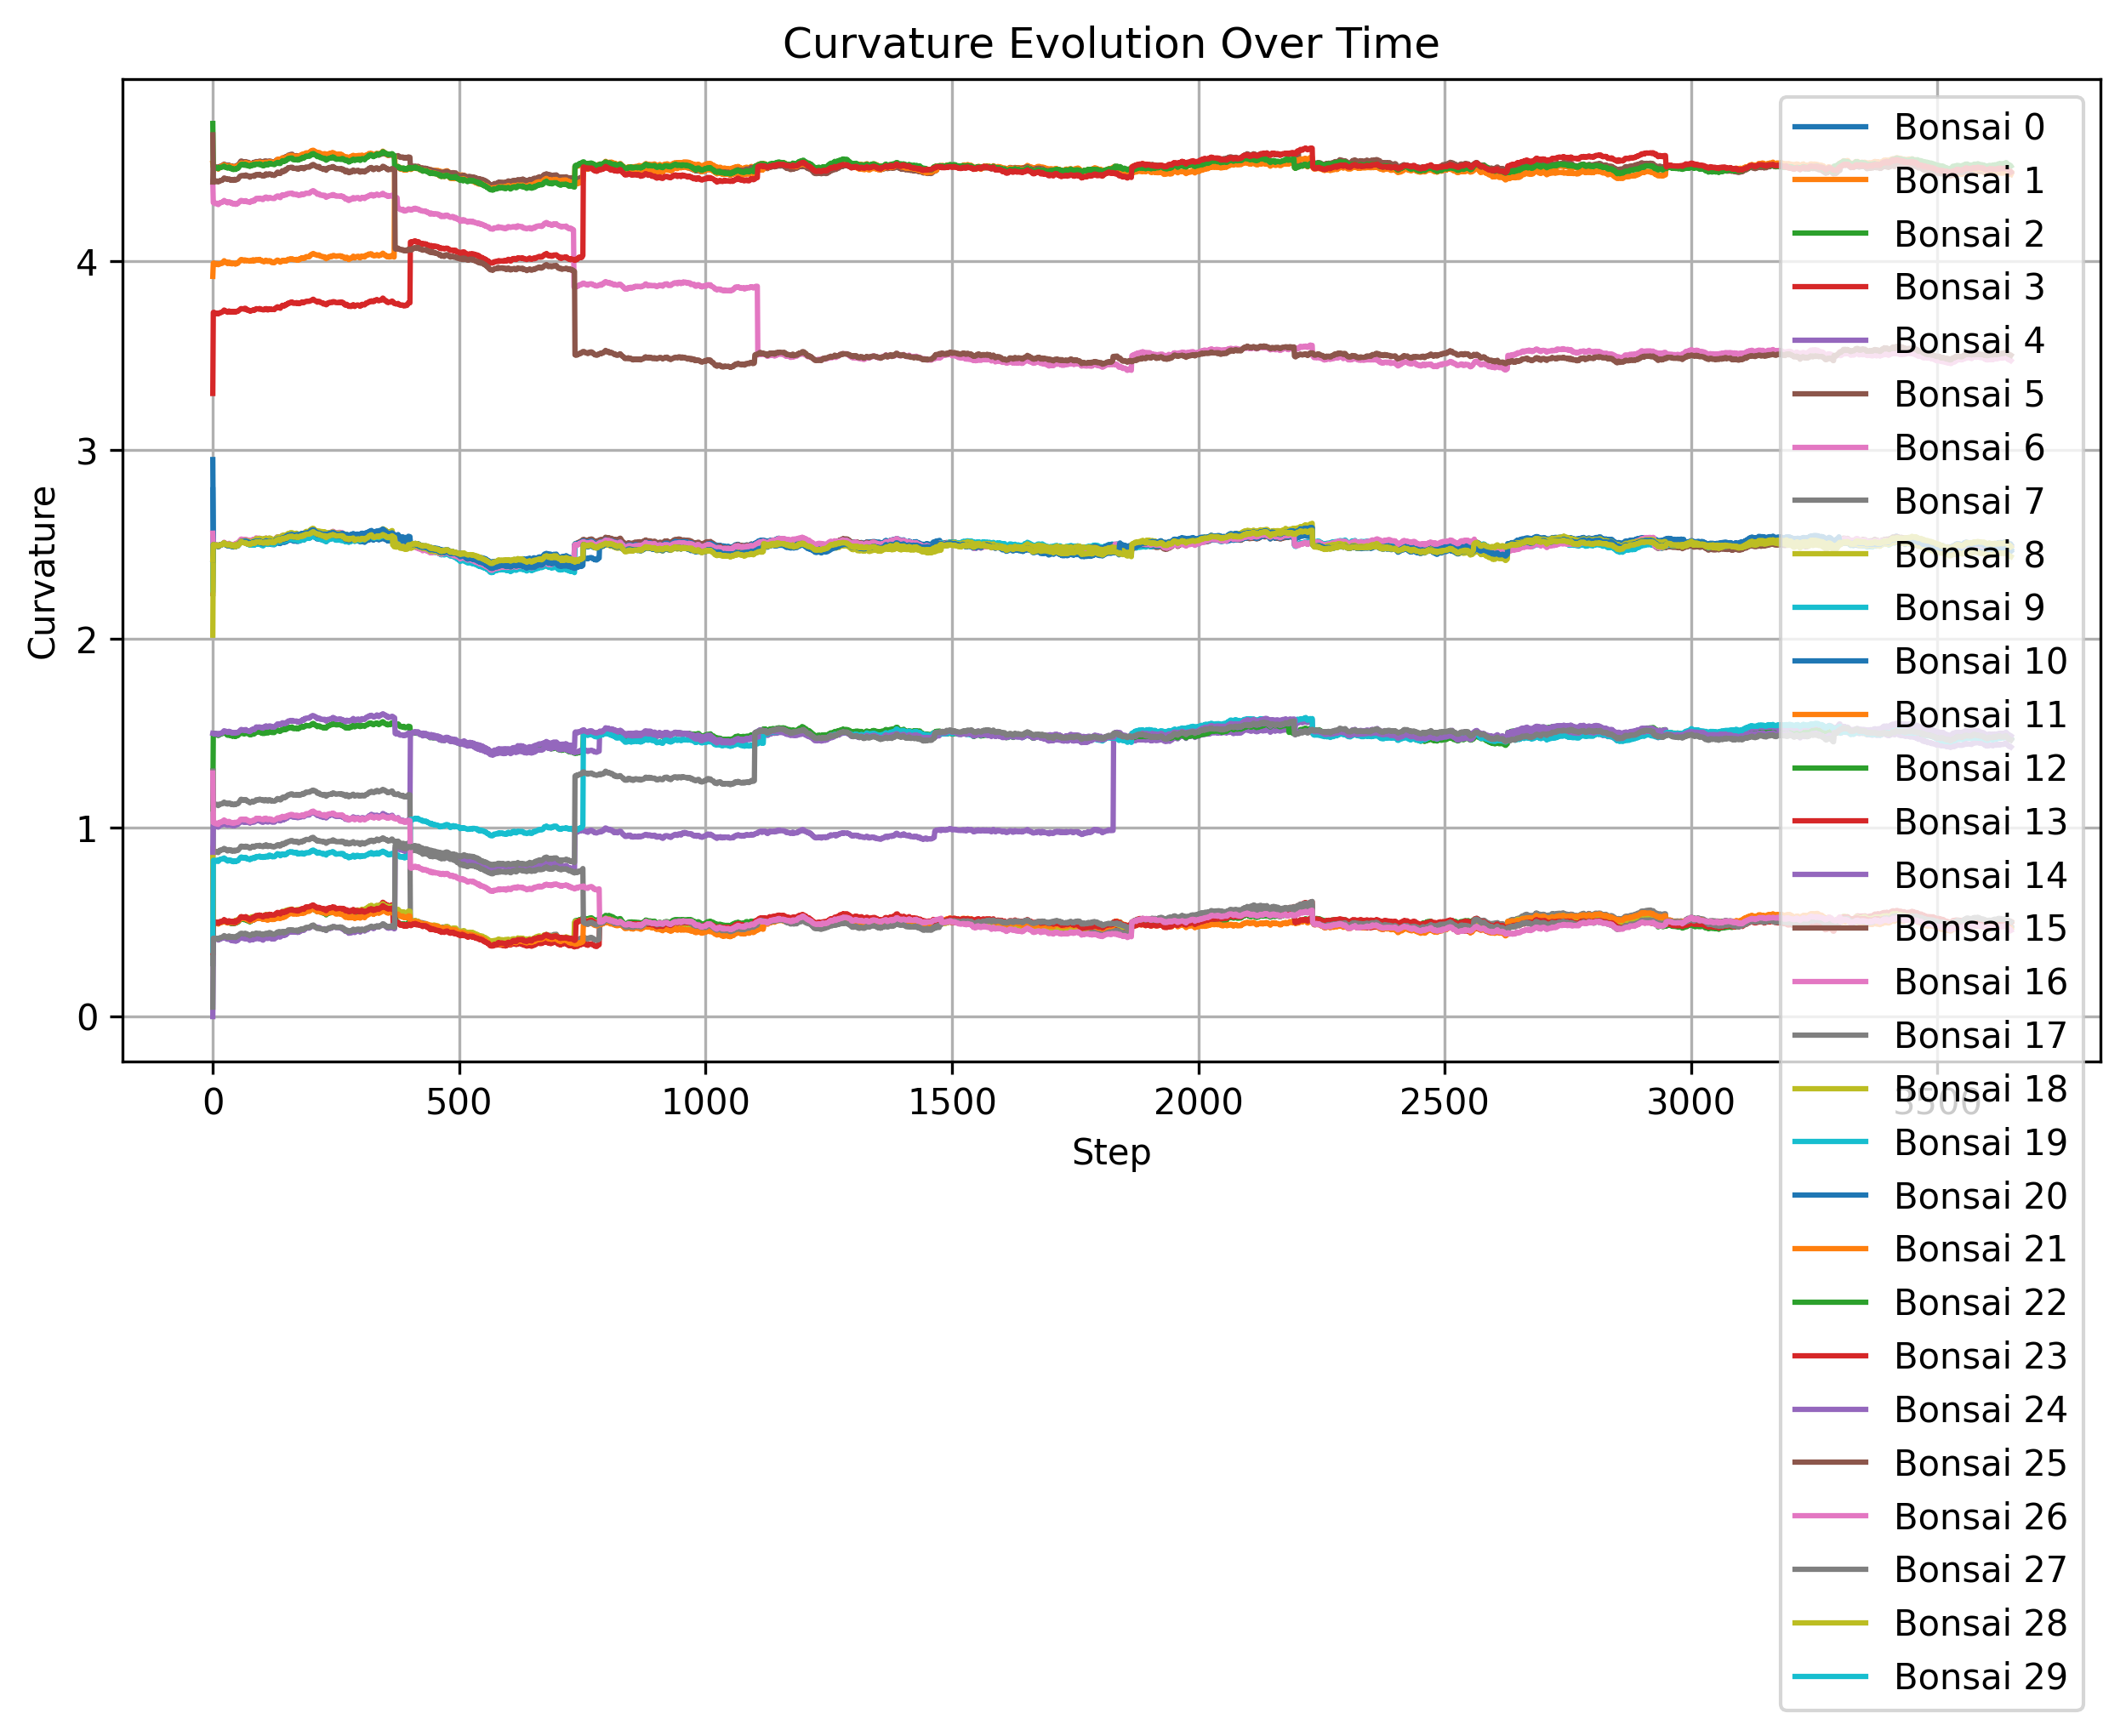 Curvature Evolution Over Time
Curvature
4
3
2
1
0
0 500 1000 1500 2000 2500 3000 3500
Step
Bonsai 0
Bonsai 1
Bonsai 2
Bonsai 3
Bonsai 4
Bonsai 5
Bonsai 6
Bonsai 7
Bonsai 8
Bonsai 9
Bonsai 10
Bonsai 11
Bonsai 12
Bonsai 13
Bonsai 14
Bonsai 15
Bonsai 16
Bonsai 17
Bonsai 18
Bonsai 19
Bonsai 20
Bonsai 21
Bonsai 22
Bonsai 23
Bonsai 24
Bonsai 25
Bonsai 26
Bonsai 27
Bonsai 28
Bonsai 29